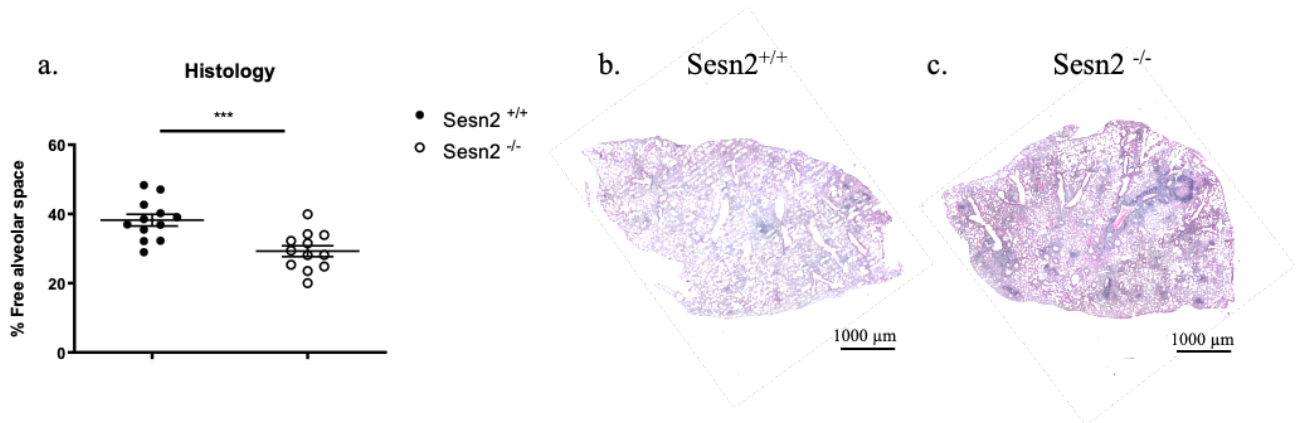 a.
Histology
***
Sesn2 +/+
Sesn2 -/-
% Free alveolar space
60
40
20
0
b.
Sesn2+/+
1000 µm
c.
Sesn2 -/-
1000 µm